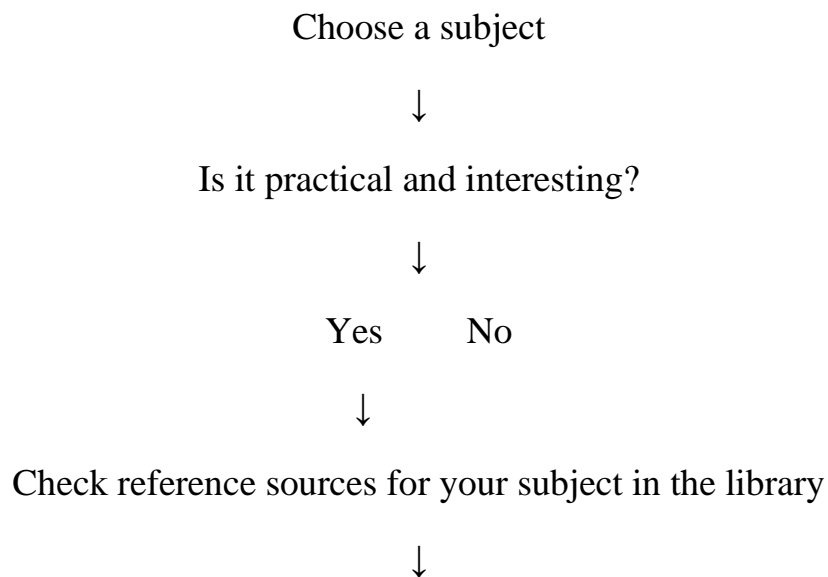 Choose a subject
↓
Is it practical and interesting?
↓
Yes No
↓
Check reference sources for your subject in the library
↓